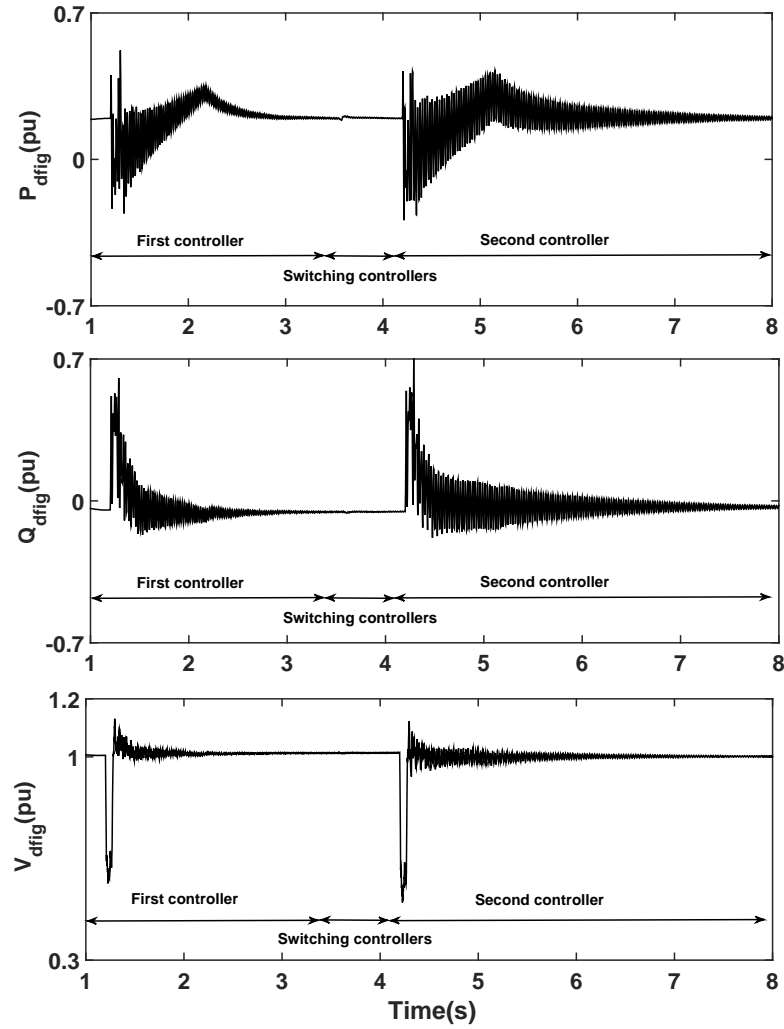 0.7
P_dfig(pu)
0
First controller
Second controller
Switching controllers
-0.7
1 2 3 4 5 6 7 8
0.7
Q_dfig(pu)
0
First controller
Second controller
Switching controllers
-0.7
1 2 3 4 5 6 7 8
1.2
1
V_dfig(pu)
First controller
Second controller
Switching controllers
0.3
1 2 3 4 5 6 7 8
Time(s)